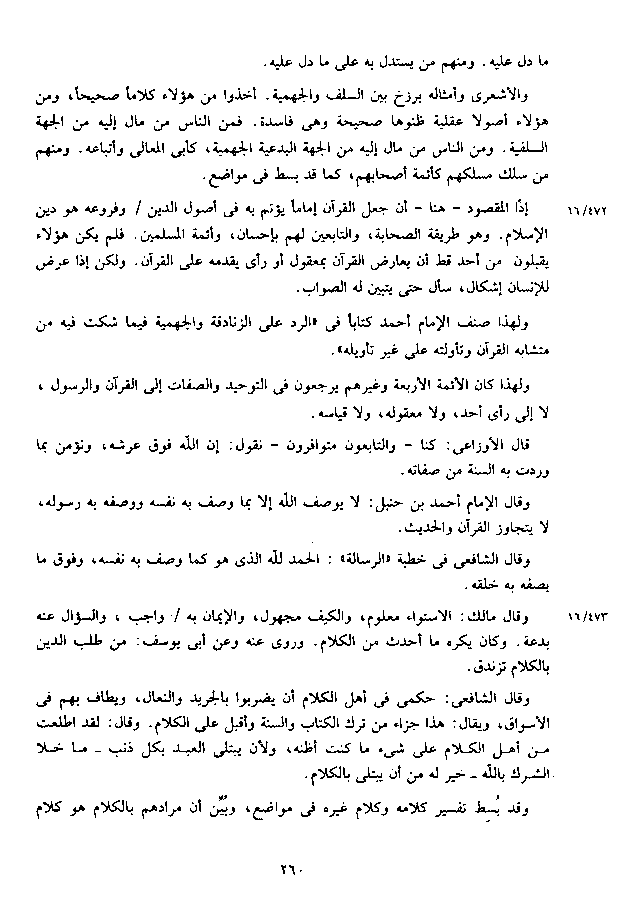 ما دل عليه. ومنهم من يستدل به على ما دل عليه.
والأشعرى وأمثاله برزخ بين السلف والجهمية. أخذوا من هؤلاء كلاماً صحيحاً، ومن
هؤلاء أصولا عقلية ظنوها صحيحة وهى فاسدة. فمن الناس من مال إليه من الجهة
السلفية. ومن الناس من مال إليه من الجهة البدعية الجهمية، كأبى المعالى وأتباعه. ومنهم
من سلك مسلكهم كأئمة أصحابهم، كما قد بسط فى مواضع.
١٦/٤٧٢ إذًا المقصود - هنا - أن جعل القرآن إماماً يؤتم به فى أصول الدين / وفروعه هو دين
الإسلام. وهو طريقة الصحابة، والتابعين لهم بإحسان، وأئمة المسلمين. فلم يكن هؤلاء
يقبلون من أحد قط أن يعارض القرآن بمعقول أو رأى يقدمه على القرآن. ولكن إذا عرض
للإنسان إشكال، سأل حتى يتبين له الصواب.
ولهذا صنف الإمام أحمد كتاباً فى «الرد على الزنادقة والجهمية فيما شكت فيه من
متشابه القرآن وتأولته على غير تأويله».
ولهذا كان الأئمة الأربعة وغيرهم يرجعون فى التوحيد والصفات إلى القرآن والرسول ،
لا إلى رأى أحد، ولا معقوله، ولا قياسه.
قال الأوزاعى: كنا - والتابعون متوافرون - نقول: إن الله فوق عرشه، ونؤمن بما
وردت به السنة من صفاته.
وقال الإمام أحمد بن حنبل: لا يوصف الله إلا بما وصف به نفسه ووصفه به رسوله،
لا يتجاوز القرآن والحديث.
وقال الشافعى فى خطبة «الرسالة» : الحمد لله الذى هو كما وصف به نفسه، وفوق ما
يصفه به خلقه.
١٦/٤٧٣ وقال مالك: الاستواء معلوم، والكيف مجهول، والإيمان به / واجب ، والسؤال عنه
بدعة. وكان يكره ما أحدث من الكلام. وروى عنه وعن أبى يوسف: من طلب الدين
بالكلام تزندق.
وقال الشافعى: حكمى فى أهل الكلام أن يضربوا بالجريد والنعال، ويطاف بهم فى
الأسواق، ويقال: هذا جزاء من ترك الكتاب والسنة وأقبل على الكلام. وقال: لقد اطلعت
من أهل الكلام على شىء ما كنت أظنه، ولأن يبتلى العبد بكل ذنب - ما خلا
الشرك بالله - خير له من أن يبتلى بالكلام.
وقد بُسِط تفسير كلامه وكلام غيره فى مواضع، وبُيِّن أن مرادهم بالكلام هو كلام
٢٦٠